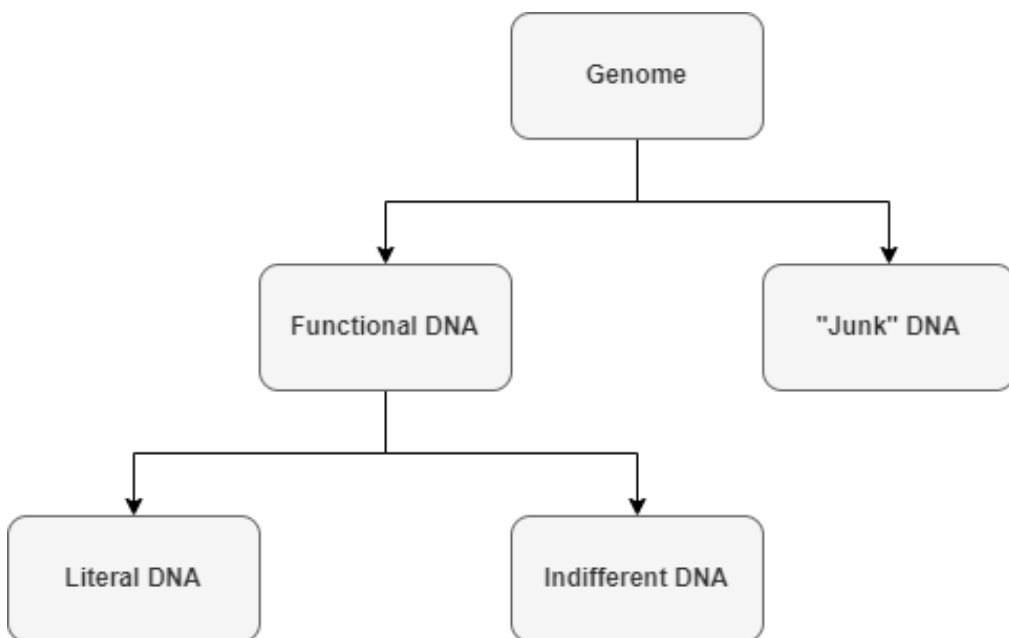 Genome
Functional DNA
"Junk" DNA
Literal DNA
Indifferent DNA